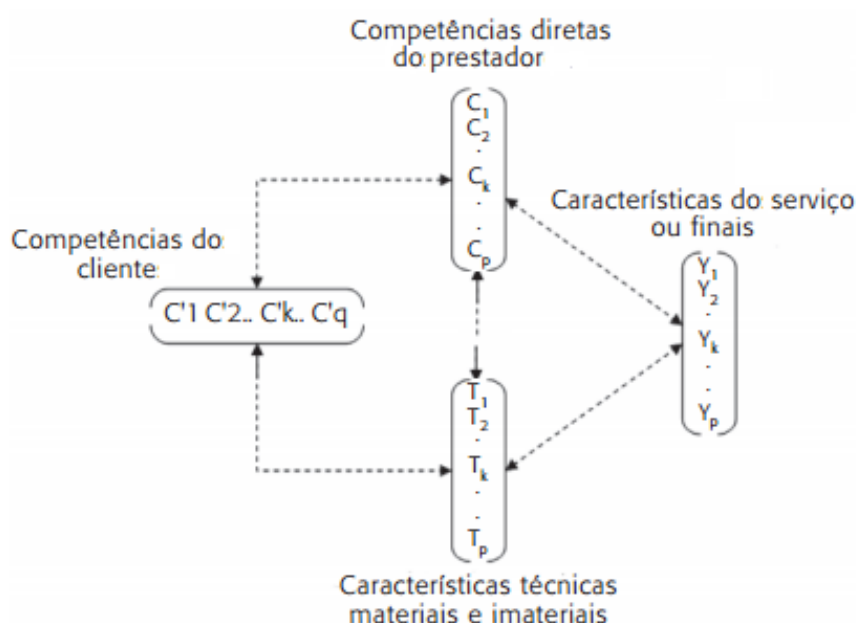 Competências diretas
do prestador
C₁
C₂
.
Cₖ
.
.
Cₚ
Características do serviço
ou finais
Y₁
Y₂
.
Yₖ
.
.
Yₚ
Competências do
cliente
C'1 C'2.. C'k.. C'q
T₁
T₂
.
Tₖ
.
.
Tₚ
Características técnicas
materiais e imateriais